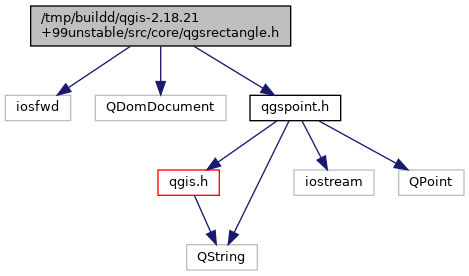 /tmp/buildd/qgis-2.18.21
+99unstable/src/core/qgsrectangle.h
iosfwd
QDomDocument
qgspoint.h
qgis.h
iostream
QPoint
QString